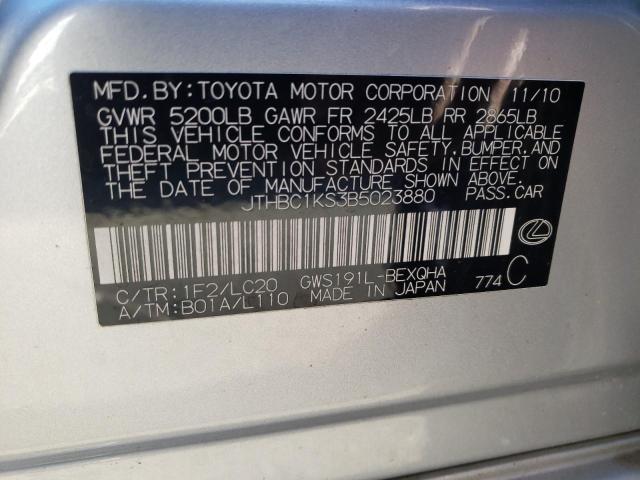 MFD. BY: TOYOTA MOTOR CORPORATION 11/10
GVWR 5200LB GAWR FR 2425LB RR 2865LB
THIS VEHICLE CONFORMS TO ALL APPLICABLE
FEDERAL MOTOR VEHICLE SAFETY, BUMPER, AND
THEFT PREVENTION STANDARDS IN EFFECT ON
THE DATE OF MANUFACTURE SHOWN ABOVE.
JTHBC1KS3B5023880 PASS. CAR
C/TR: 1F2/LC20 GWS191L-BEXQHA
A/TM: B01A/L110 MADE IN JAPAN 774 C